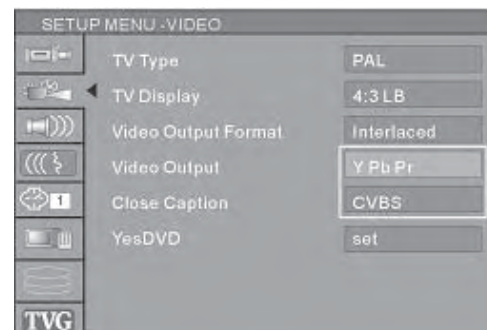 SETUP MENU -VIDEO
TV Type PAL
TV Display 4:3 LB
Video Output Format Interlaced
Video Output Y Pb Pr
Close Caption CVBS
YesDVD set
1
TVG